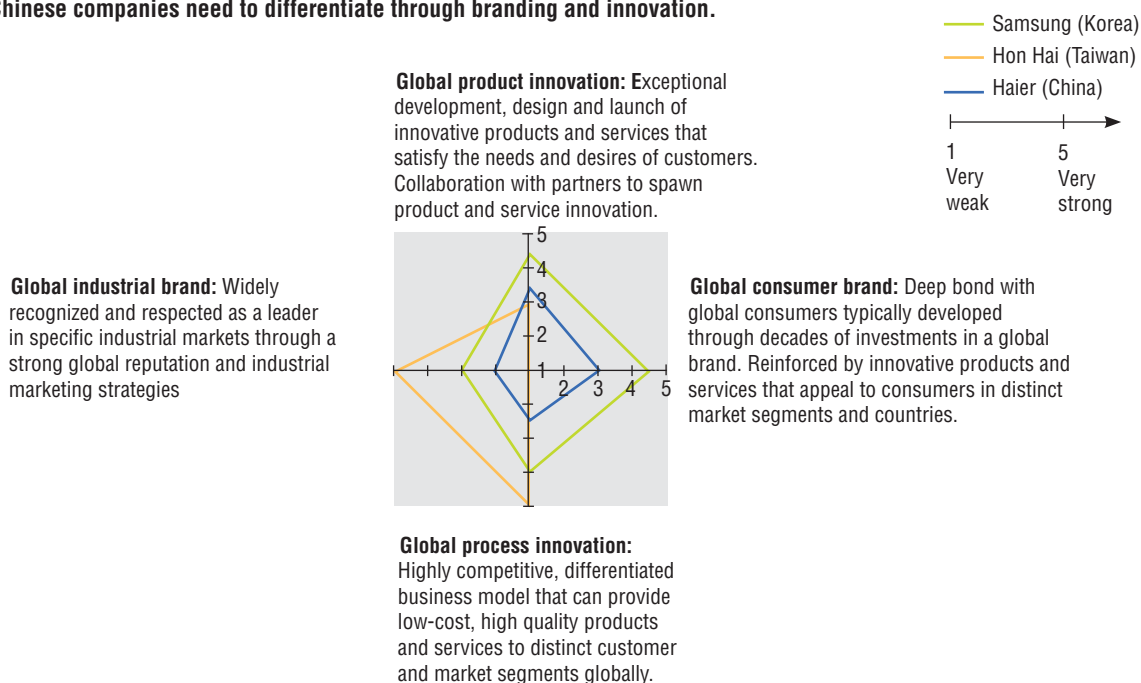 Chinese companies need to differentiate through branding and innovation.
Samsung (Korea)
Hon Hai (Taiwan)
Haier (China)
1
5
Very
weak
Very
strong
Global product innovation: Exceptional
development, design and launch of
innovative products and services that
satisfy the needs and desires of customers.
Collaboration with partners to spawn
product and service innovation.
Global industrial brand: Widely
recognized and respected as a leader
in specific industrial markets through a
strong global reputation and industrial
marketing strategies
5
4
3
2
1
2
3
4
5
Global consumer brand: Deep bond with
global consumers typically developed
through decades of investments in a global
brand. Reinforced by innovative products and
services that appeal to consumers in distinct
market segments and countries.
Global process innovation:
Highly competitive, differentiated
business model that can provide
low-cost, high quality products
and services to distinct customer
and market segments globally.